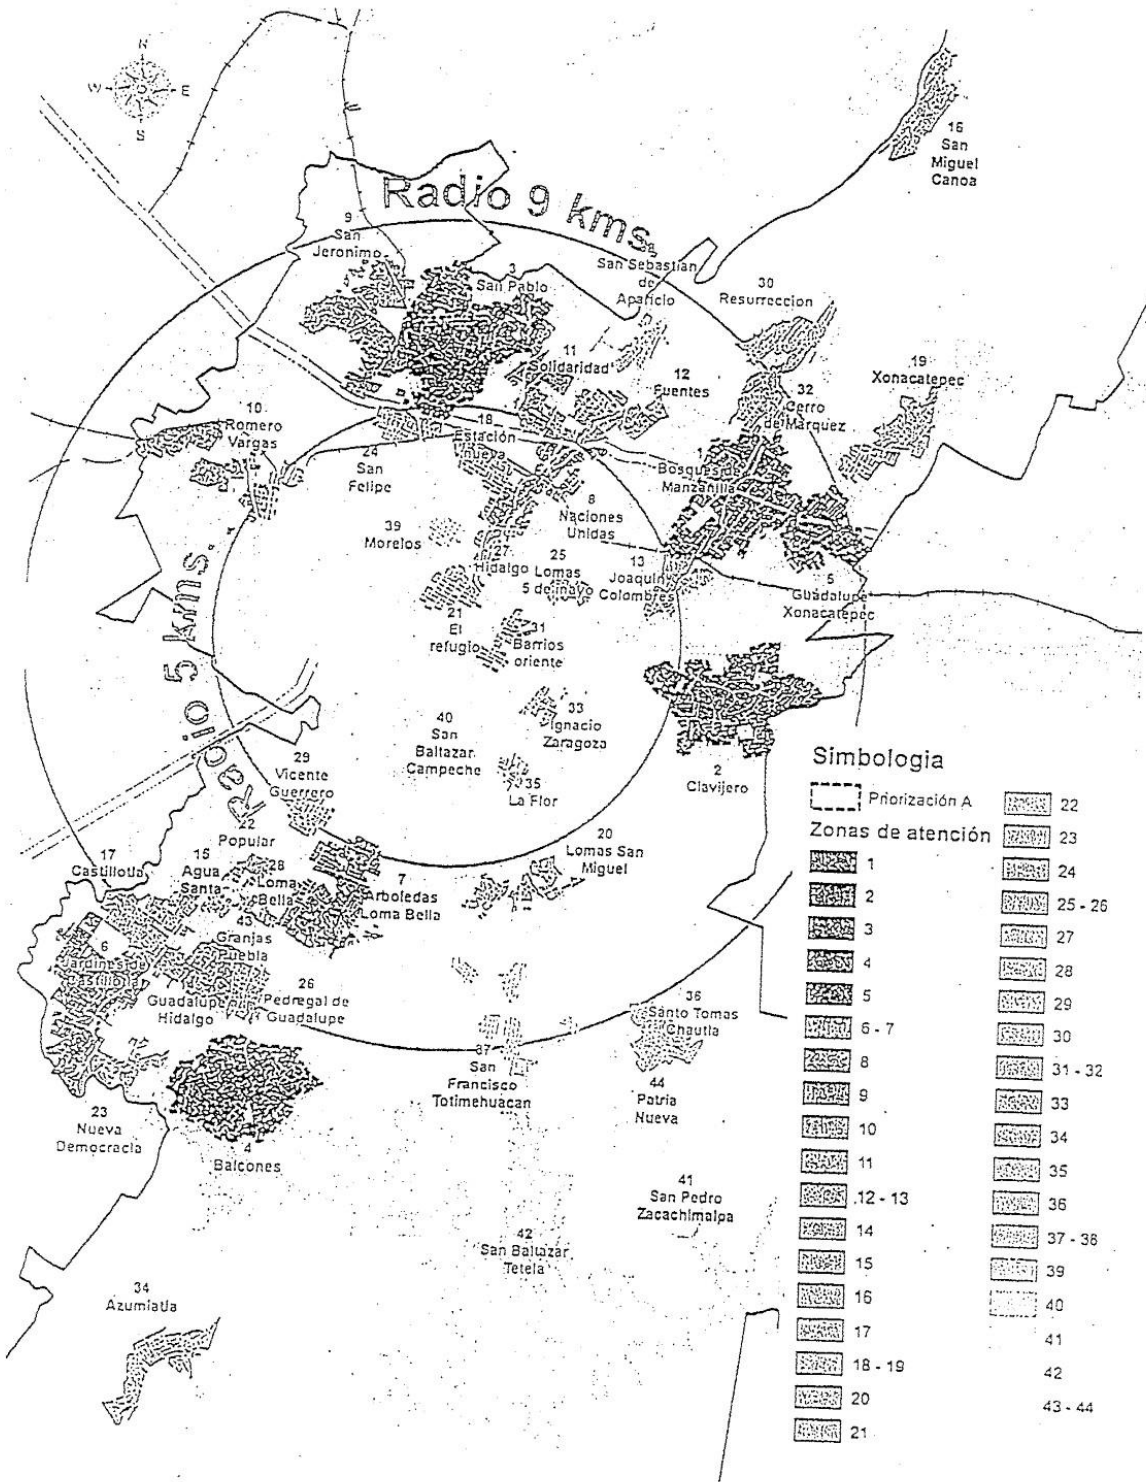 N
W
E
S
Radio 9 kms.
Radio 5 kms.
16
San
Miguel
Canoa
9
San
Jeronimo
3
San Pablo
San Sebastian
de
Aparicio
30
Resurreccion
11
Solidaridad
12
Fuentes
19
Xonacatepec
32
Cerro
de Marquez
10
Romero
Vargas
18
Estación
nueva
24
San
Felipe
1
Bosques de
Manzanilla
8
Naciones
Unidas
39
Morelos
27
Hidalgo
25
Lomas
5 de mayo
13
Joaquin
Colombres
5
Guadalupe
Xonacatepec
21
El
refugio
31
Barrios
oriente
33
Ignacio
Zaragoza
40
San
Baltazar
Campeche
35
La Flor
2
Clavijero
29
Vicente
Guerrero
22
Popular
20
Lomas San
Miguel
17
Castillotla
15
Agua
Santa
28
Loma
Bella
7
Arboledas
Loma Bella
43
Granjas
Puebla
6
Jardines de
Castillotla
Guadalupe
Hidalgo
26
Pedregal de
Guadalupe
36
Santo Tomas
Chautla
37
San
Francisco
Totimehuacan
44
Patria
Nueva
23
Nueva
Democracia
4
Balcones
41
San Pedro
Zacachimalpa
42
San Baltazar
Tetela
34
Azumiatla
Simbologia
Priorización A
Zonas de atención
1
2
3
4
5
6 - 7
8
9
10
11
12 - 13
14
15
16
17
18 - 19
20
21
22
23
24
25 - 26
27
28
29
30
31 - 32
33
34
35
36
37 - 38
39
40
41
42
43 - 44